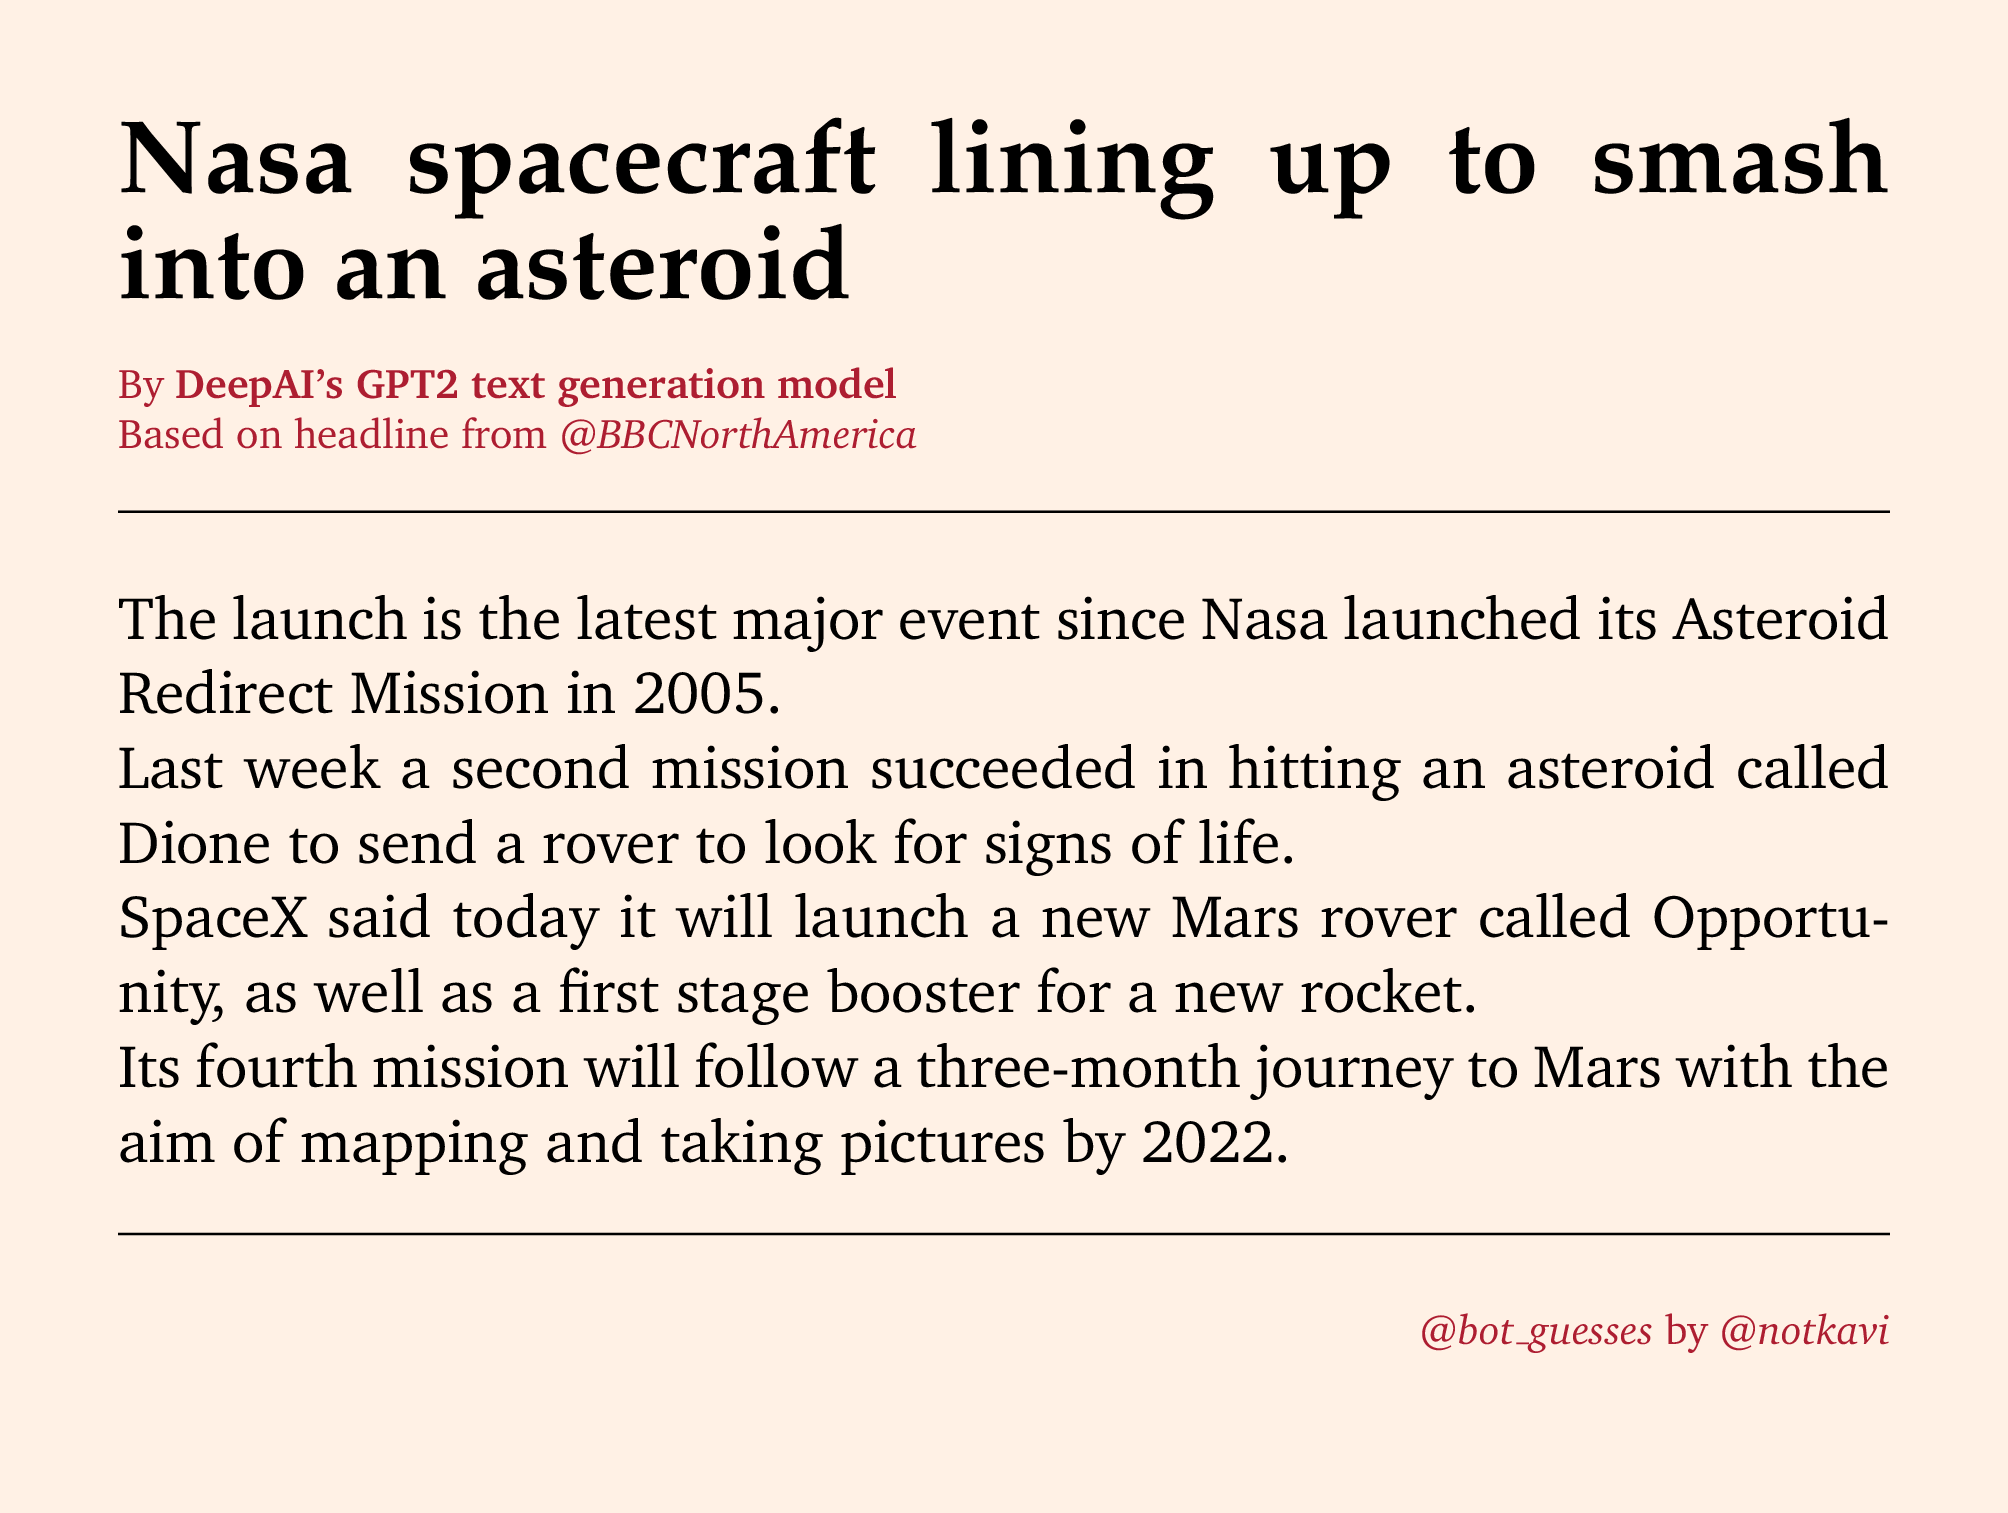 Nasa spacecraft lining up to smash
into an asteroid
By DeepAI’s GPT2 text generation model
Based on headline from @BBCNorthAmerica
The launch is the latest major event since Nasa launched its Asteroid
Redirect Mission in 2005.
Last week a second mission succeeded in hitting an asteroid called
Dione to send a rover to look for signs of life.
SpaceX said today it will launch a new Mars rover called Opportu-
nity, as well as a first stage booster for a new rocket.
Its fourth mission will follow a three-month journey to Mars with the
aim of mapping and taking pictures by 2022.
@bot_guesses by @notkavi